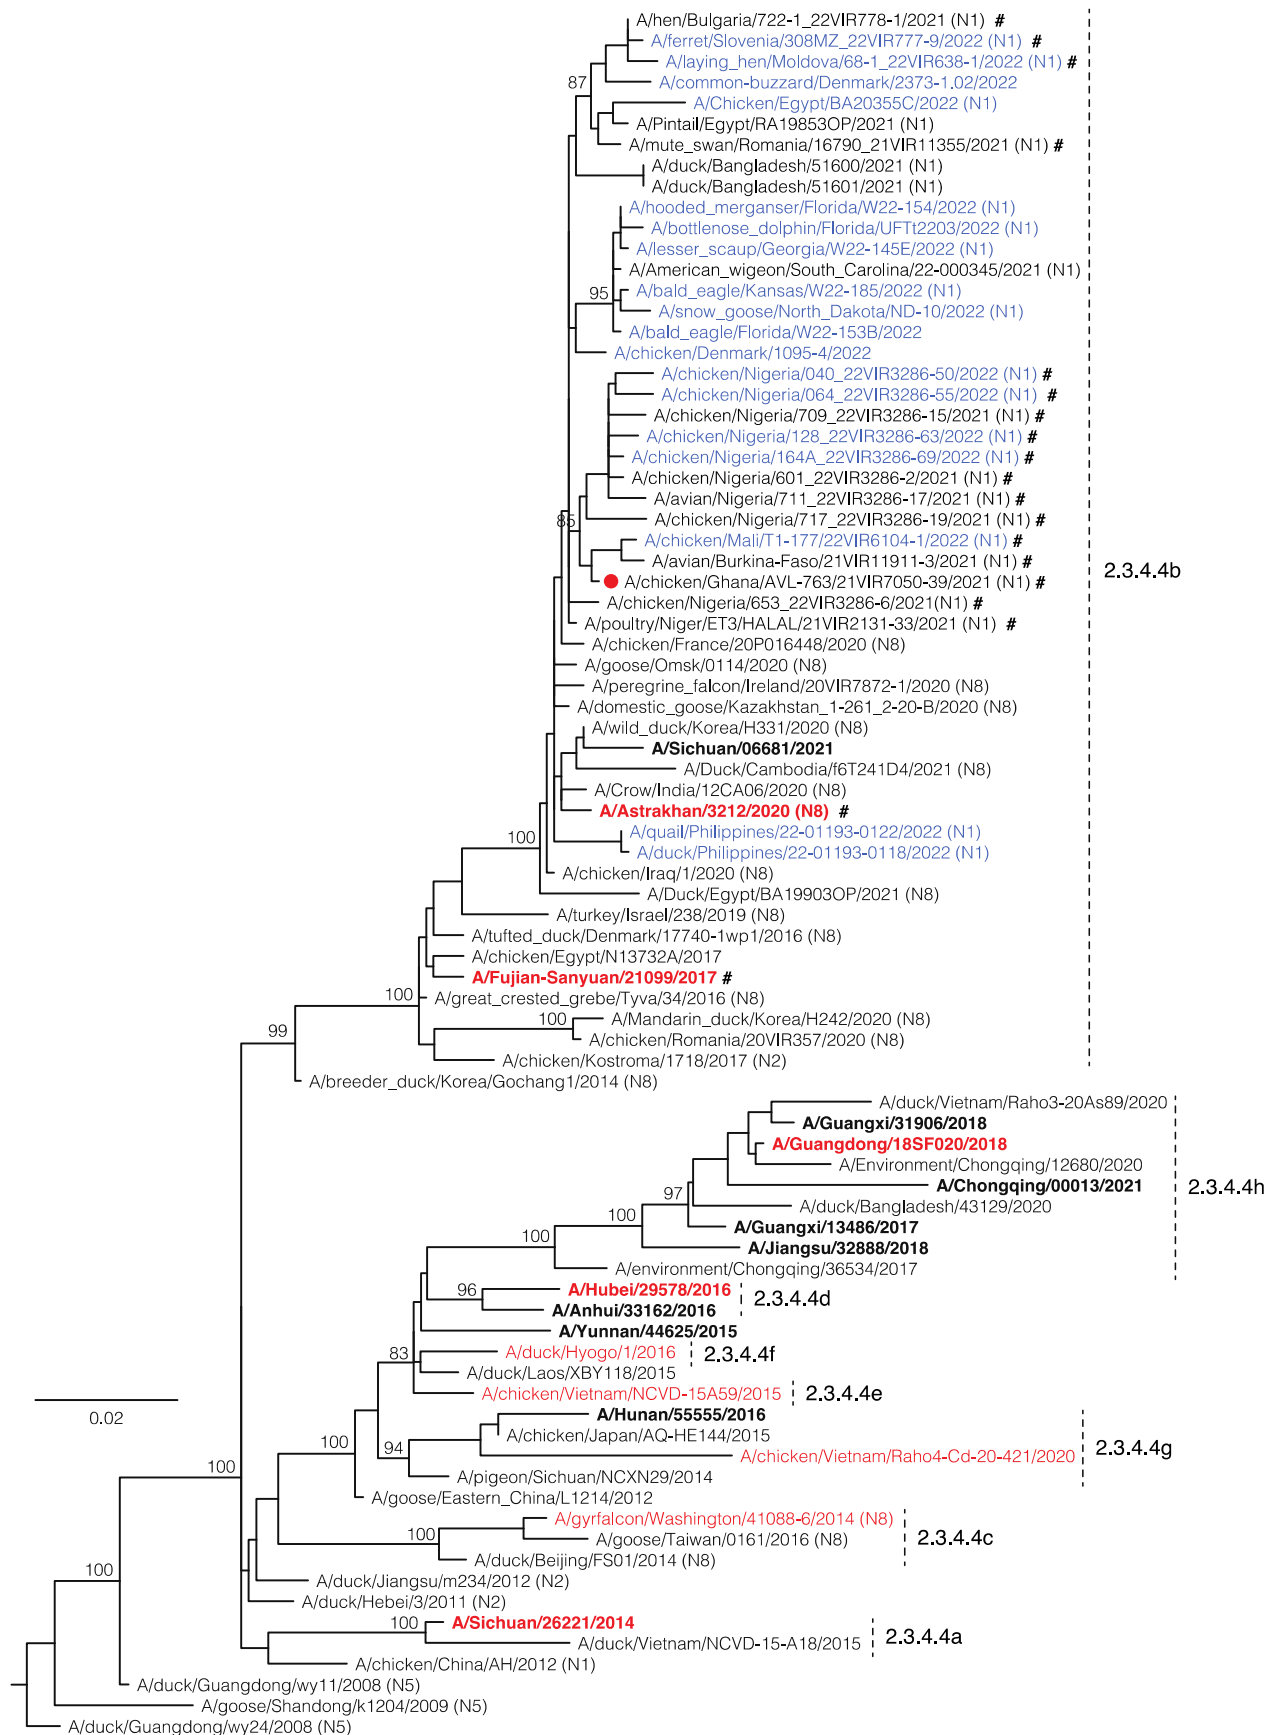 A/hen/Bulgaria/722-1_22VIR778-1/2021 (N1) #
A/ferret/Slovenia/308MZ_22VIR777-9/2022 (N1) #
A/laying_hen/Moldova/68-1_22VIR638-1/2022 (N1) #
87
A/common-buzzard/Denmark/2373-1.02/2022
A/Chicken/Egypt/BA20355C/2022 (N1)
A/Pintail/Egypt/RA19853OP/2021 (N1)
A/mute_swan/Romania/16790_21VIR11355/2021 (N1) #
A/duck/Bangladesh/51600/2021 (N1)
A/duck/Bangladesh/51601/2021 (N1)
A/hooded_merganser/Florida/W22-154/2022 (N1)
A/bottlenose_dolphin/Florida/UFTt2203/2022 (N1)
A/lesser_scaup/Georgia/W22-145E/2022 (N1)
A/American_wigeon/South_Carolina/22-000345/2021 (N1)
95
A/bald_eagle/Kansas/W22-185/2022 (N1)
A/snow_goose/North_Dakota/ND-10/2022 (N1)
A/bald_eagle/Florida/W22-153B/2022
A/chicken/Denmark/1095-4/2022
A/chicken/Nigeria/040_22VIR3286-50/2022 (N1) #
A/chicken/Nigeria/064_22VIR3286-55/2022 (N1) #
A/chicken/Nigeria/709_22VIR3286-15/2021 (N1) #
A/chicken/Nigeria/128_22VIR3286-63/2022 (N1) #
A/chicken/Nigeria/164A_22VIR3286-69/2022 (N1) #
A/chicken/Nigeria/601_22VIR3286-2/2021 (N1) #
A/avian/Nigeria/711_22VIR3286-17/2021 (N1) #
85
A/chicken/Nigeria/717_22VIR3286-19/2021 (N1) #
A/chicken/Mali/T1-177/22VIR6104-1/2022 (N1) #
A/avian/Burkina-Faso/21VIR11911-3/2021 (N1) #
2.3.4.4b
A/chicken/Ghana/AVL-763/21VIR7050-39/2021 (N1) #
A/chicken/Nigeria/653_22VIR3286-6/2021(N1) #
A/poultry/Niger/ET3/HALAL/21VIR2131-33/2021 (N1) #
A/chicken/France/20P016448/2020 (N8)
A/goose/Omsk/0114/2020 (N8)
A/peregrine_falcon/Ireland/20VIR7872-1/2020 (N8)
A/domestic_goose/Kazakhstan_1-261_2-20-B/2020 (N8)
A/wild_duck/Korea/H331/2020 (N8)
A/Sichuan/06681/2021
A/Duck/Cambodia/f6T241D4/2021 (N8)
A/Crow/India/12CA06/2020 (N8)
A/Astrakhan/3212/2020 (N8) #
A/quail/Philippines/22-01193-0122/2022 (N1)
100
A/duck/Philippines/22-01193-0118/2022 (N1)
A/chicken/Iraq/1/2020 (N8)
A/Duck/Egypt/BA19903OP/2021 (N8)
A/turkey/Israel/238/2019 (N8)
A/tufted_duck/Denmark/17740-1wp1/2016 (N8)
A/chicken/Egypt/N13732A/2017
A/Fujian-Sanyuan/21099/2017 #
100
A/great_crested_grebe/Tyva/34/2016 (N8)
100
A/Mandarin_duck/Korea/H242/2020 (N8)
99
A/chicken/Romania/20VIR357/2020 (N8)
A/chicken/Kostroma/1718/2017 (N2)
A/breeder_duck/Korea/Gochang1/2014 (N8)
A/duck/Vietnam/Raho3-20As89/2020
A/Guangxi/31906/2018
A/Guangdong/18SF020/2018
A/Environment/Chongqing/12680/2020
A/Chongqing/00013/2021
2.3.4.4h
97
A/duck/Bangladesh/43129/2020
100
A/Guangxi/13486/2017
100
A/Jiangsu/32888/2018
A/environment/Chongqing/36534/2017
96
A/Hubei/29578/2016
2.3.4.4d
A/Anhui/33162/2016
A/Yunnan/44625/2015
83
A/duck/Hyogo/1/2016
2.3.4.4f
A/duck/Laos/XBY118/2015
A/chicken/Vietnam/NCVD-15A59/2015
2.3.4.4e
0.02
A/Hunan/55555/2016
A/chicken/Japan/AQ-HE144/2015
100
94
A/chicken/Vietnam/Raho4-Cd-20-421/2020
2.3.4.4g
100
A/pigeon/Sichuan/NCXN29/2014
A/goose/Eastern_China/L1214/2012
A/gyrfalcon/Washington/41088-6/2014 (N8)
100
A/goose/Taiwan/0161/2016 (N8)
2.3.4.4c
A/duck/Beijing/FS01/2014 (N8)
100
A/duck/Jiangsu/m234/2012 (N2)
A/duck/Hebei/3/2011 (N2)
100
A/Sichuan/26221/2014
2.3.4.4a
A/duck/Vietnam/NCVD-15-A18/2015
A/chicken/China/AH/2012 (N1)
A/duck/Guangdong/wy11/2008 (N5)
A/goose/Shandong/k1204/2009 (N5)
A/duck/Guangdong/wy24/2008 (N5)